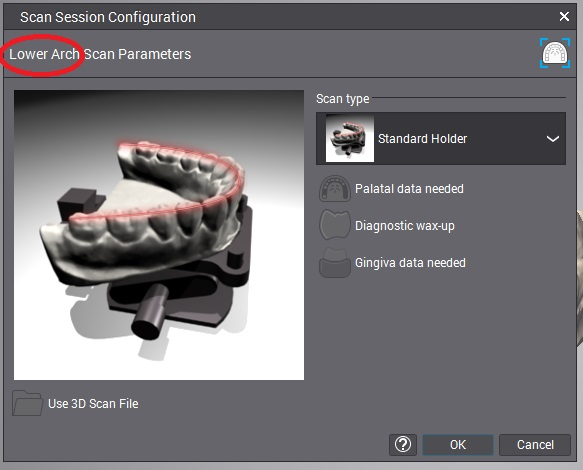 Scan Session Configuration
Lower Arch Scan Parameters
Scan type
Standard Holder
Palatal data needed
Diagnostic wax-up
Gingiva data needed
Use 3D Scan File
?
OK
Cancel